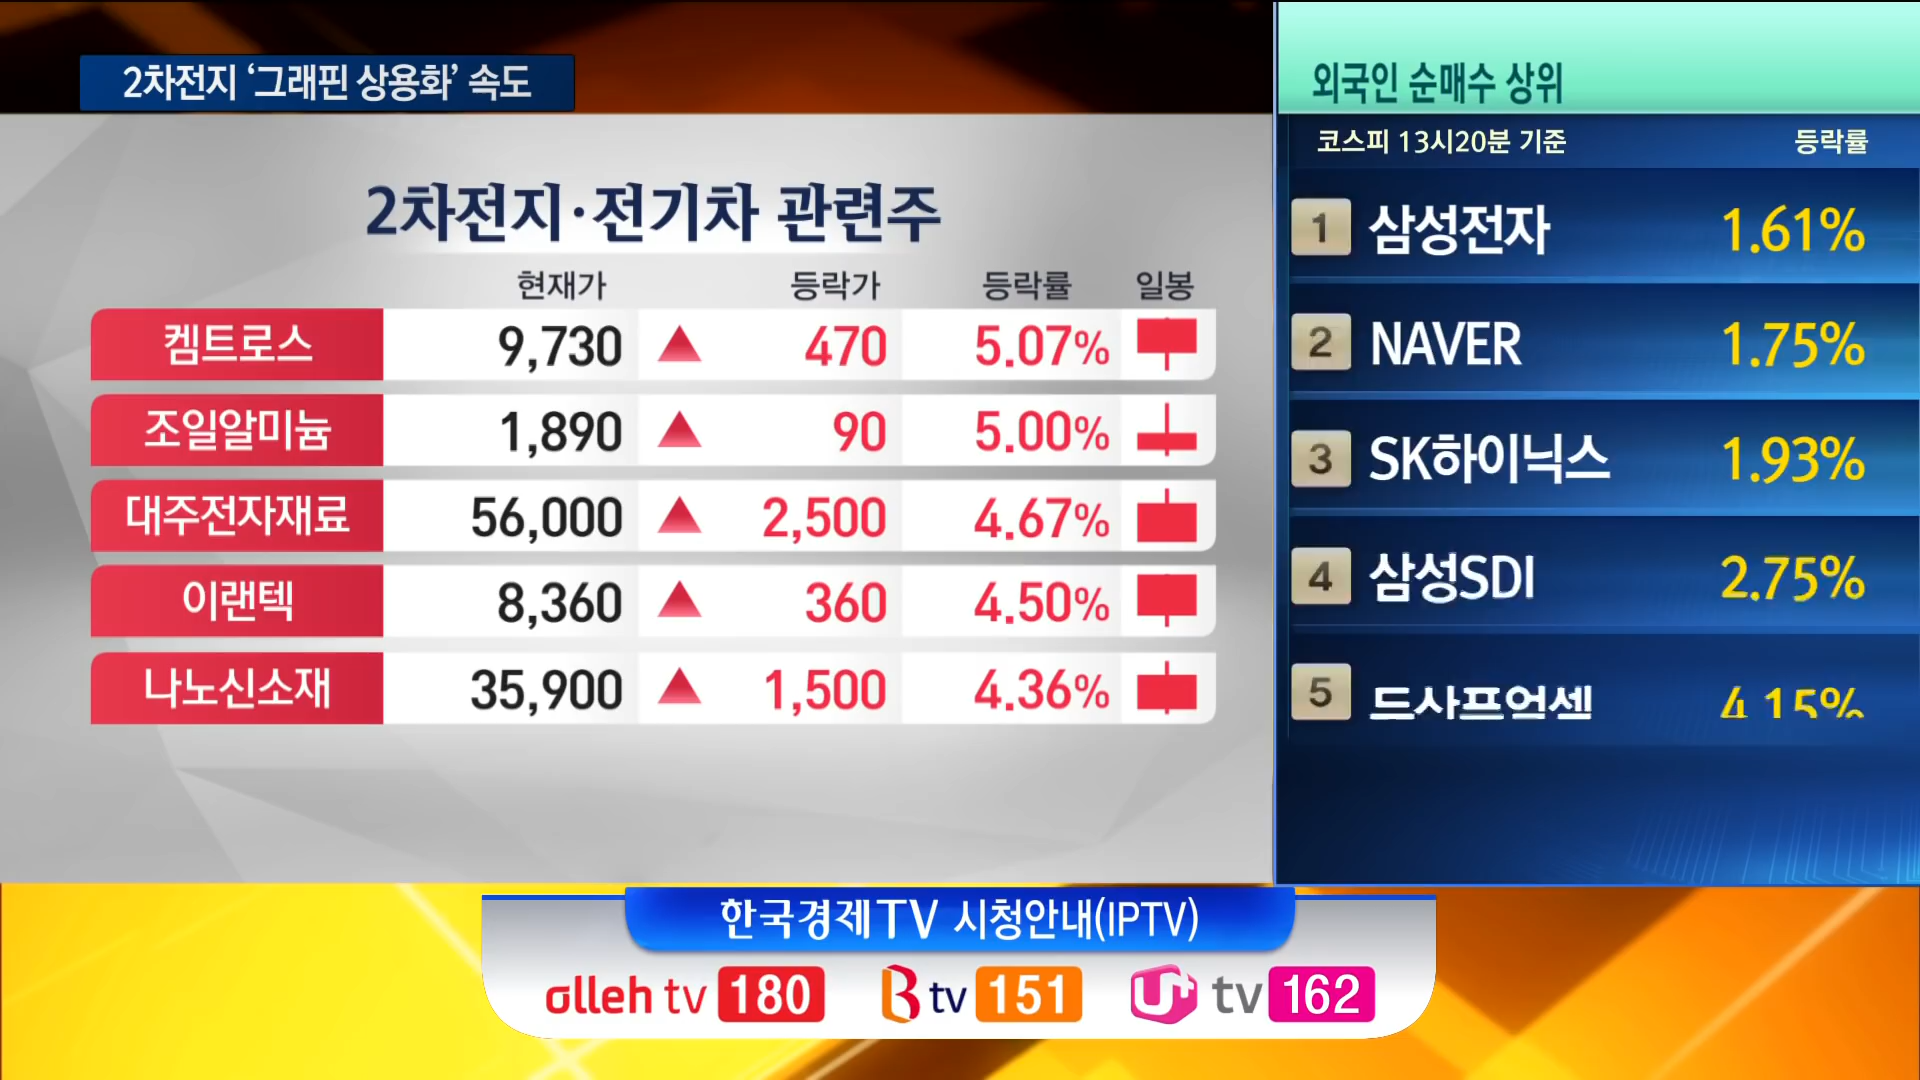 2차전지 ‘그래핀 상용화’ 속도
2차전지·전기차 관련주
현재가 등락가 등락률 일봉
켐트로스 9,730 ▲ 470 5.07%
조일알미늄 1,890 ▲ 90 5.00%
대주전자재료 56,000 ▲ 2,500 4.67%
이랜텍 8,360 ▲ 360 4.50%
나노신소재 35,900 ▲ 1,500 4.36%
외국인 순매수 상위
코스피 13시20분 기준 등락률
1 삼성전자 1.61%
2 NAVER 1.75%
3 SK하이닉스 1.93%
4 삼성SDI 2.75%
5 4.15%
한국경제TV 시청안내(IPTV)
olleh tv 180 B tv 151 U+ tv 162